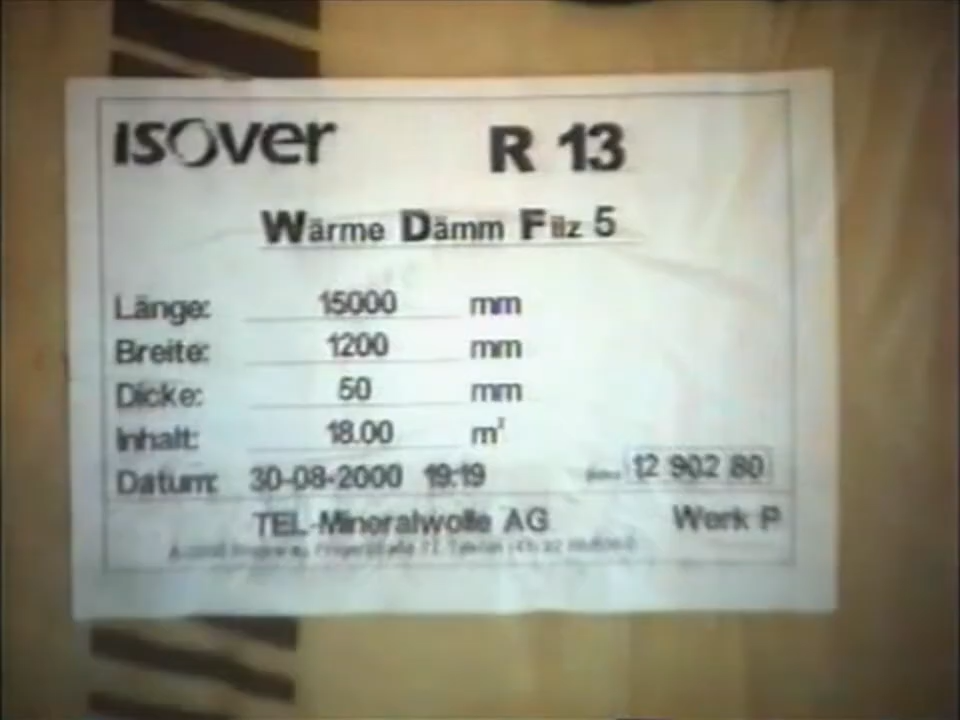 isover R 13
Wärme Dämm Filz 5
Länge: 15000 mm
Breite: 1200 mm
Dicke: 50 mm
Inhalt: 18.00 m²
Datum: 30-08-2000 19:19 12 902 80
TEL-Mineralwolle AG Werk P